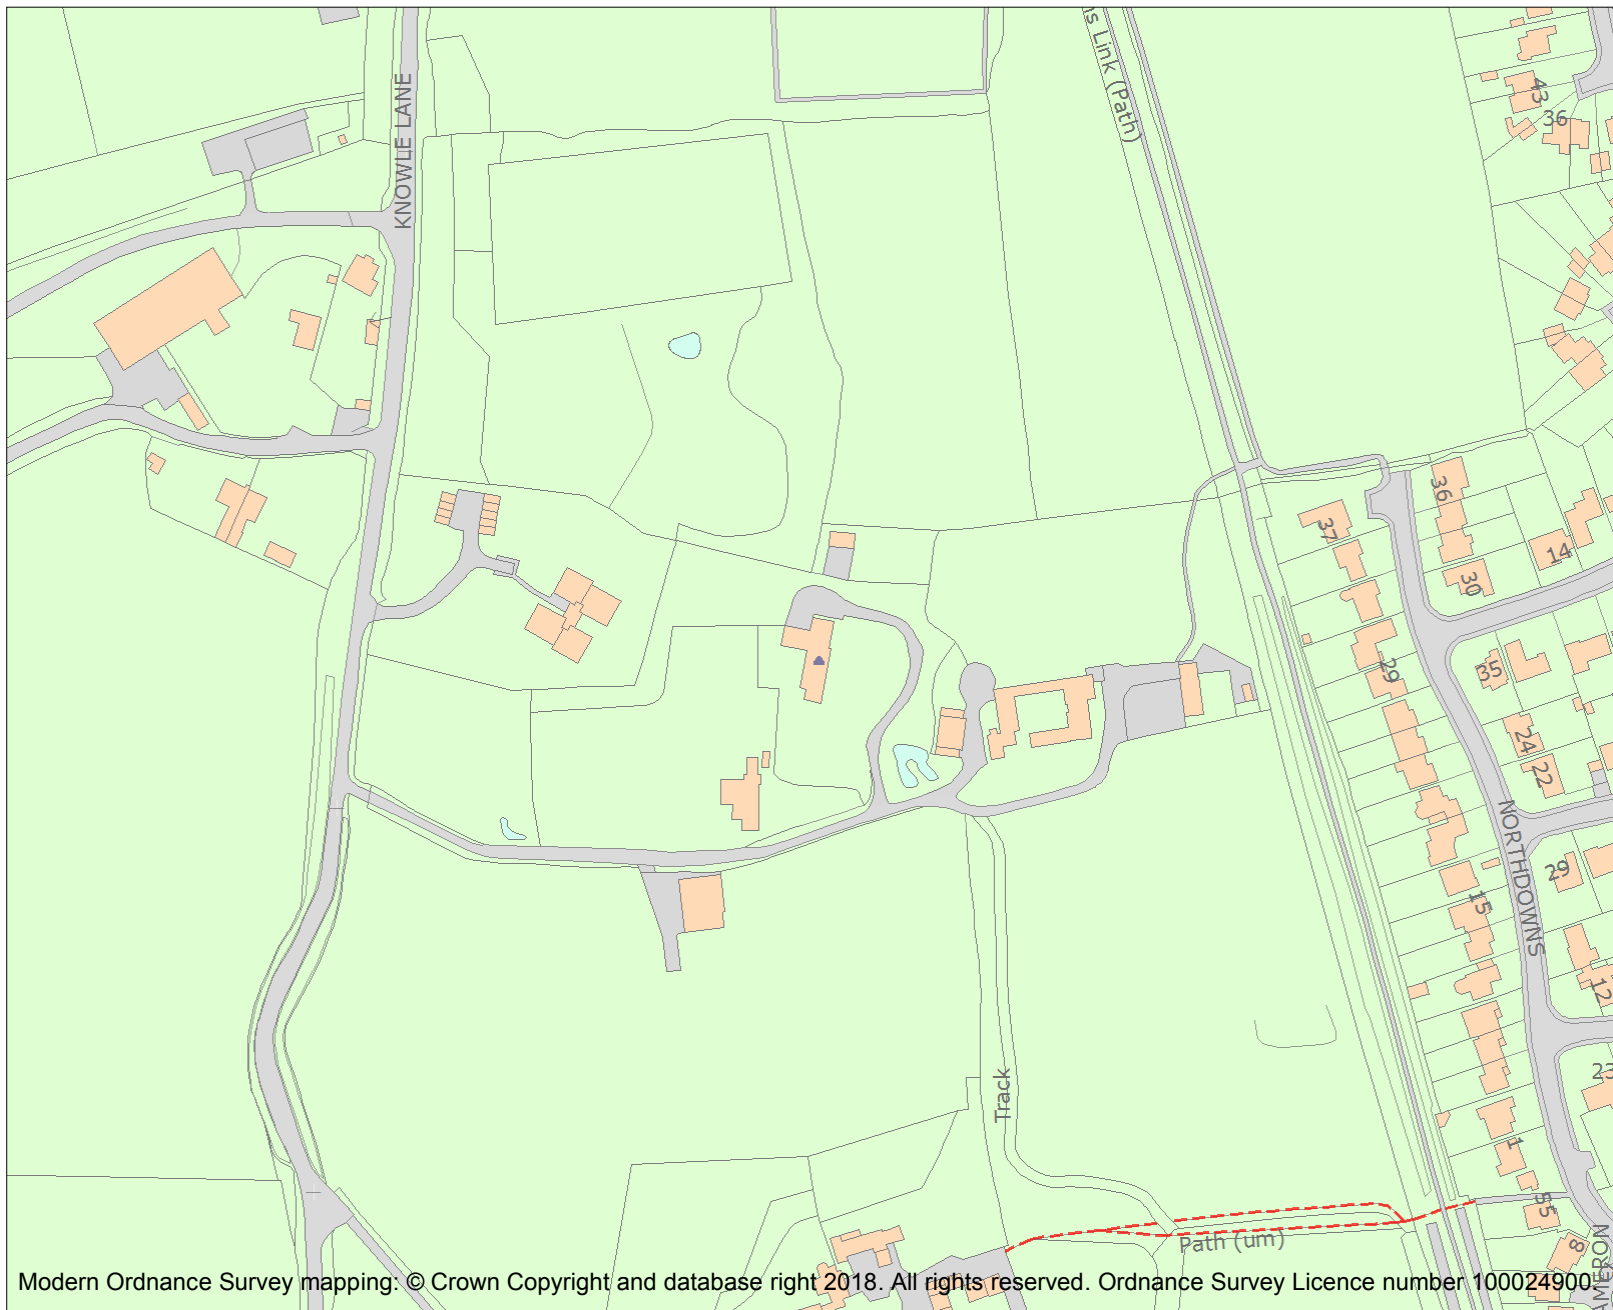 ns Link (Path)
KNOWLE LANE
43
36
36
37
14
30
29
35
24
22
NORTHDOWNS
29
15
12
Track
23
1
55
Path (um)
8
MERON
Modern Ordnance Survey mapping: © Crown Copyright and database right 2018. All rights reserved. Ordnance Survey Licence number 100024900.